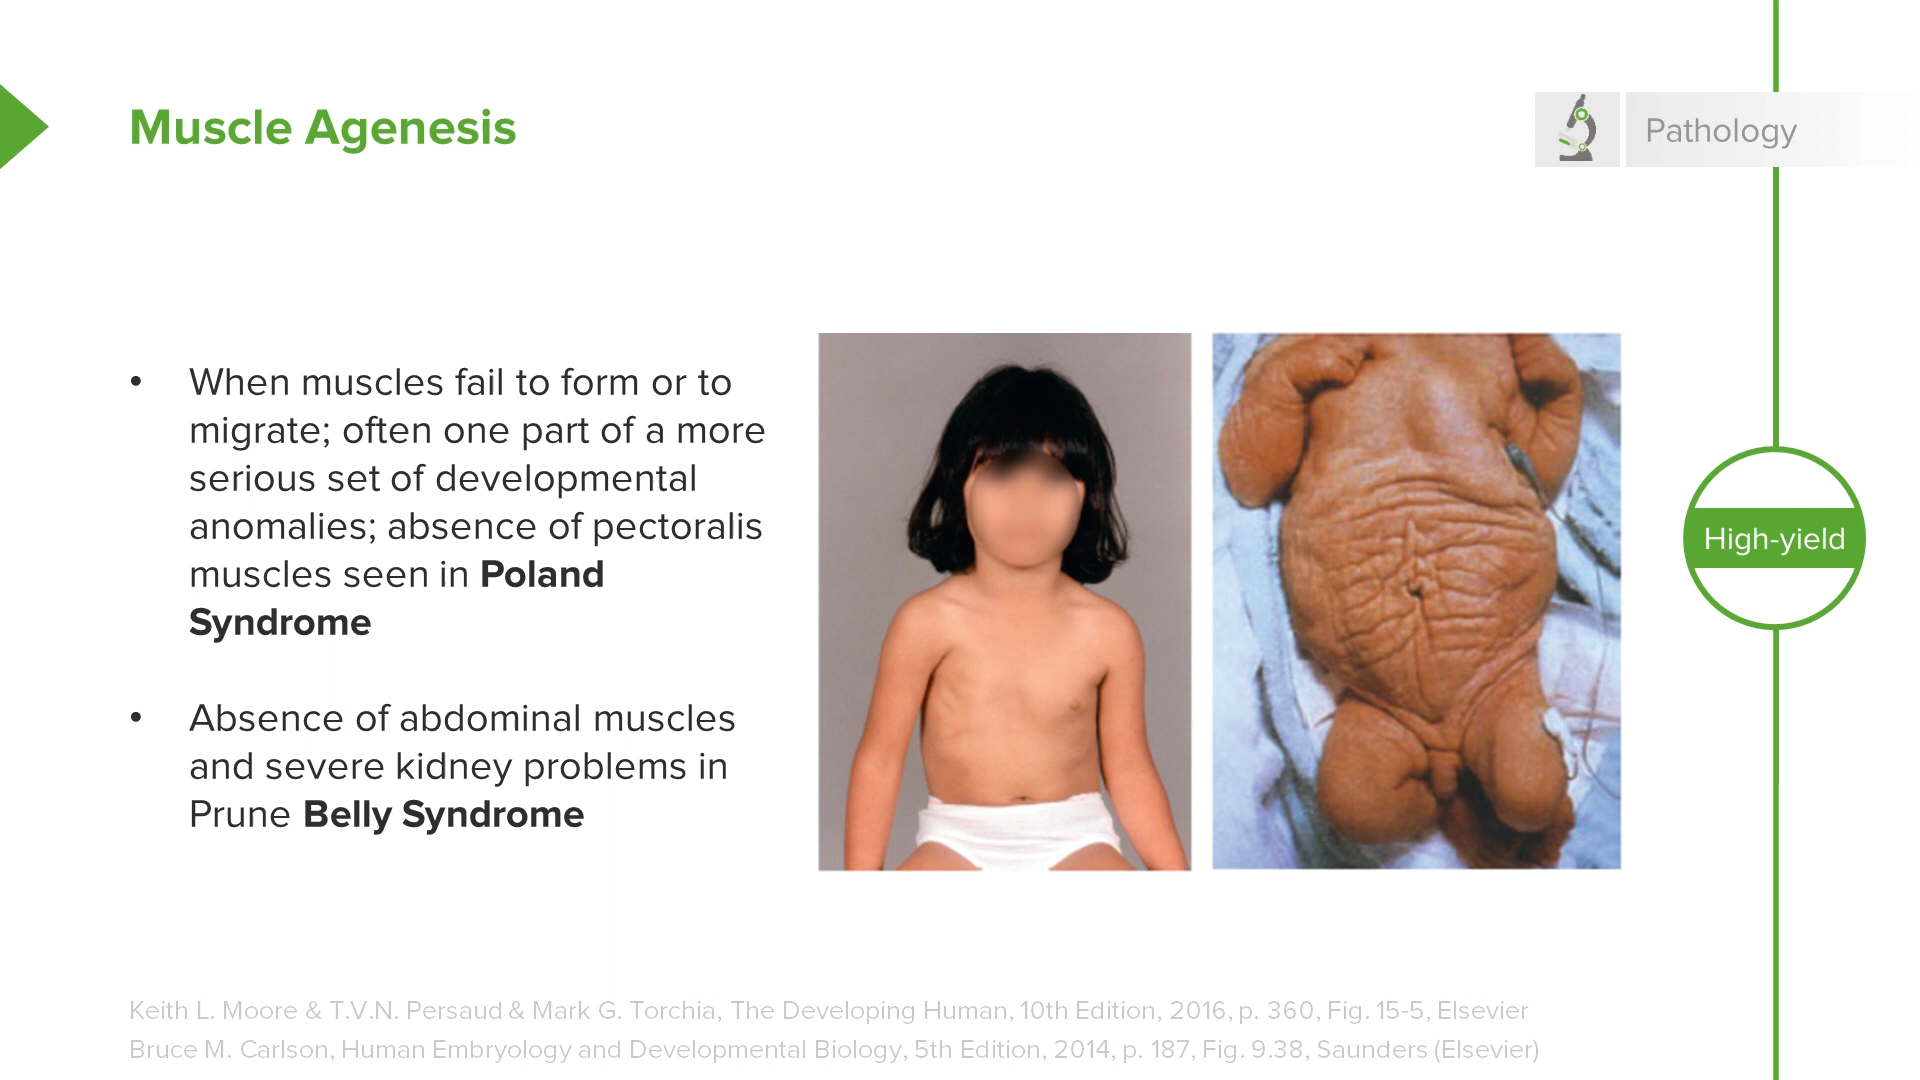 Muscle Agenesis
Pathology
• When muscles fail to form or to
migrate; often one part of a more
serious set of developmental
anomalies; absence of pectoralis
muscles seen in Poland
Syndrome
• Absence of abdominal muscles
and severe kidney problems in
Prune Belly Syndrome
High-yield
Keith L. Moore & T.V.N. Persaud & Mark G. Torchia, The Developing Human, 10th Edition, 2016, p. 360, Fig. 15-5, Elsevier
Bruce M. Carlson, Human Embryology and Developmental Biology, 5th Edition, 2014, p. 187, Fig. 9.38, Saunders (Elsevier)